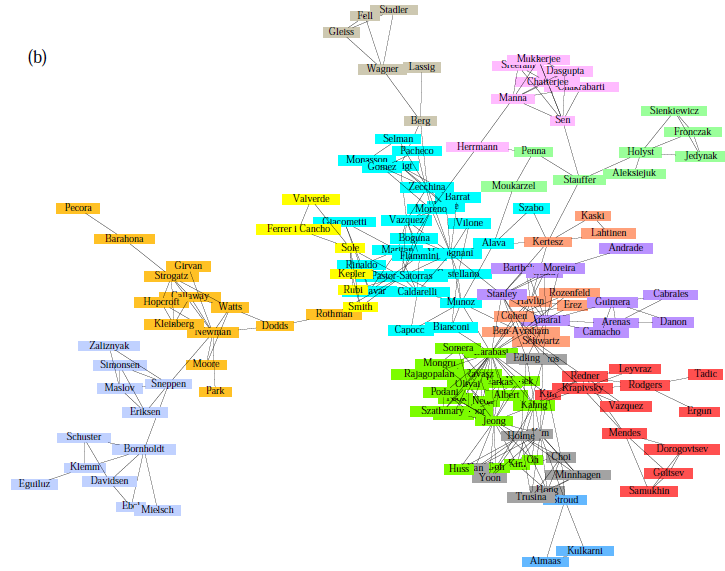 Stadler
Fell
Gleiss
(b)
Mukherjee
Wagner
Lassig
Dasgupta
Chatterjee
Chakrabarti
Manna
Sienkiewicz
Berg
Sen
Fronczak
Selman
Pacheco
Herrmann
Penna
Holyst
Jedynak
Gomez
Aleksiejuk
Stauffer
Zecchina
Moukarzel
Barrat
Valverde
Pecora
Moreno
Szabo
Kaski
Giacometti
Vazquez
Vilone
Ferrer i Cancho
Lahtinen
Barahona
Boguna
Alava
Kertesz
Sole
Andrade
Flammini
Girvan
Rinaldo
Moreira
Strogatz
Kepler
Pastor-Satorras
Rubi
Caldarelli
Stanley
Rozenfeld
Cabrales
Callaway
Hopcroft
Munoz
Guimera
Watts
Smith
Erez
Rothman
Cohen
Kleinberg
Dodds
Arenas
Danon
Newman
Capocci
Bianconi
Ben-Avraham
Camacho
Schwartz
Zaliznyak
Somera
Edling
Simonsen
Mongru
Moore
Leyvraz
Rajagopalan
Redner
Tadic
Sneppen
Oltvai
Rodgers
Maslov
Krapivsky
Park
Podani
Albert
Kahng
Vazquez
Eriksen
Szathmary
Ergun
Jeong
Mendes
Schuster
Holme
Bornholdt
Dorogovtsev
Choi
Klemm
Huss
Goltsev
Minnhagen
Eguiluz
Davidsen
Yoon
Samukhin
Trusina
Stroud
Mielsch
Kulkarni
Almaas